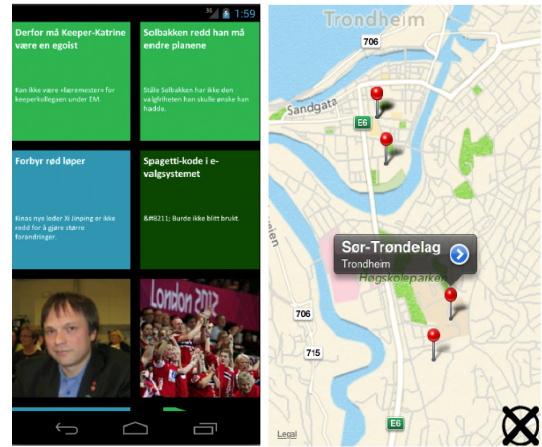 3G 1:59
Derfor må Keeper-Katrine
være en egoist
Kan ikke være «læremester» for
keeperkollegaen under EM.
Solbakken redd han må
endre planene
Ståle Solbakken har ikke den
valgfriheten han skulle ønske han
hadde.
Forbyr rød løper
Kinas nye leder Xi Jinping er ikke
redd for å gjøre større
forandringer.
Spagetti-kode i e-
valgsystemet
&#8211; Burde ikke blitt brukt.
London 2012
Trondheim
706
Sandgata
E6
Sør-Trøndelag
Trondheim
Høgskoleparken
706
715
E6
Legal